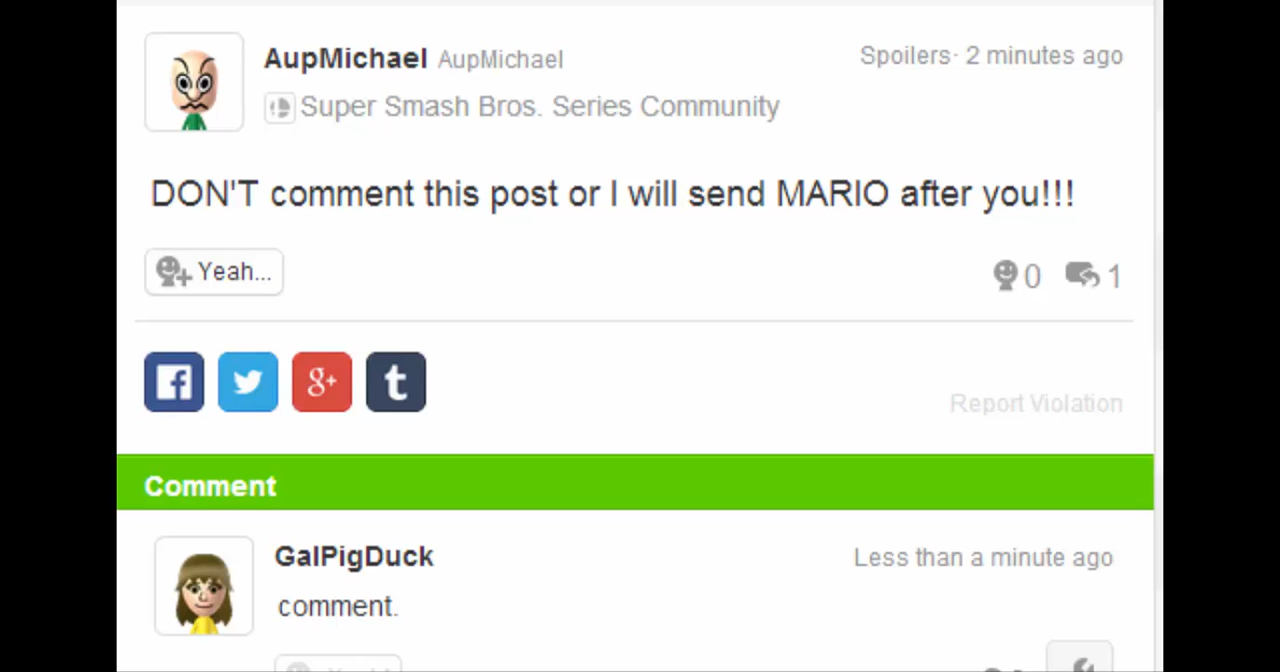 AupMichael AupMichael Spoilers· 2 minutes ago
Super Smash Bros. Series Community
DON'T comment this post or I will send MARIO after you!!!
Yeah... 0 1
f g+ t
Report Violation
Comment
GalPigDuck Less than a minute ago
comment.